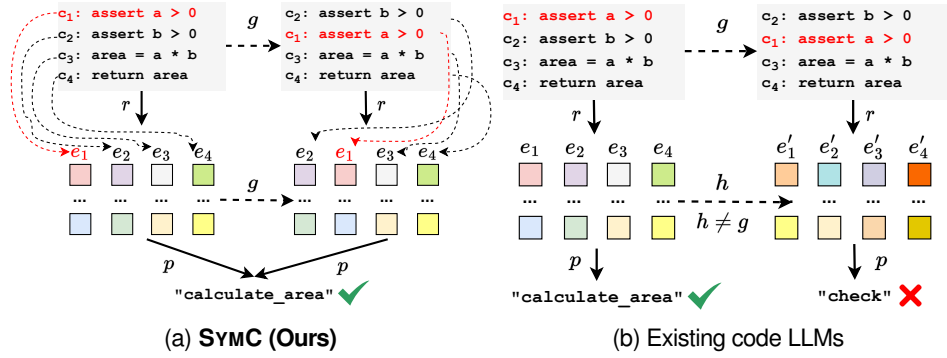 c1: assert a > 0
c2: assert b > 0
c3: area = a * b
c4: return area
g
c2: assert b > 0
c1: assert a > 0
c3: area = a * b
c4: return area
r
r
e1 e2 e3 e4
e2 e1 e3 e4
... ... ... ...
g
... ... ... ...
p
p
"calculate_area"
(a) SYMC (Ours)
c1: assert a > 0
c2: assert b > 0
c3: area = a * b
c4: return area
g
c2: assert b > 0
c1: assert a > 0
c3: area = a * b
c4: return area
r
r
e1 e2 e3 e4
e′1 e′2 e′3 e′4
h
... ... ... ...
h ≠ g
... ... ... ...
p
p
"calculate_area"
"check"
(b) Existing code LLMs